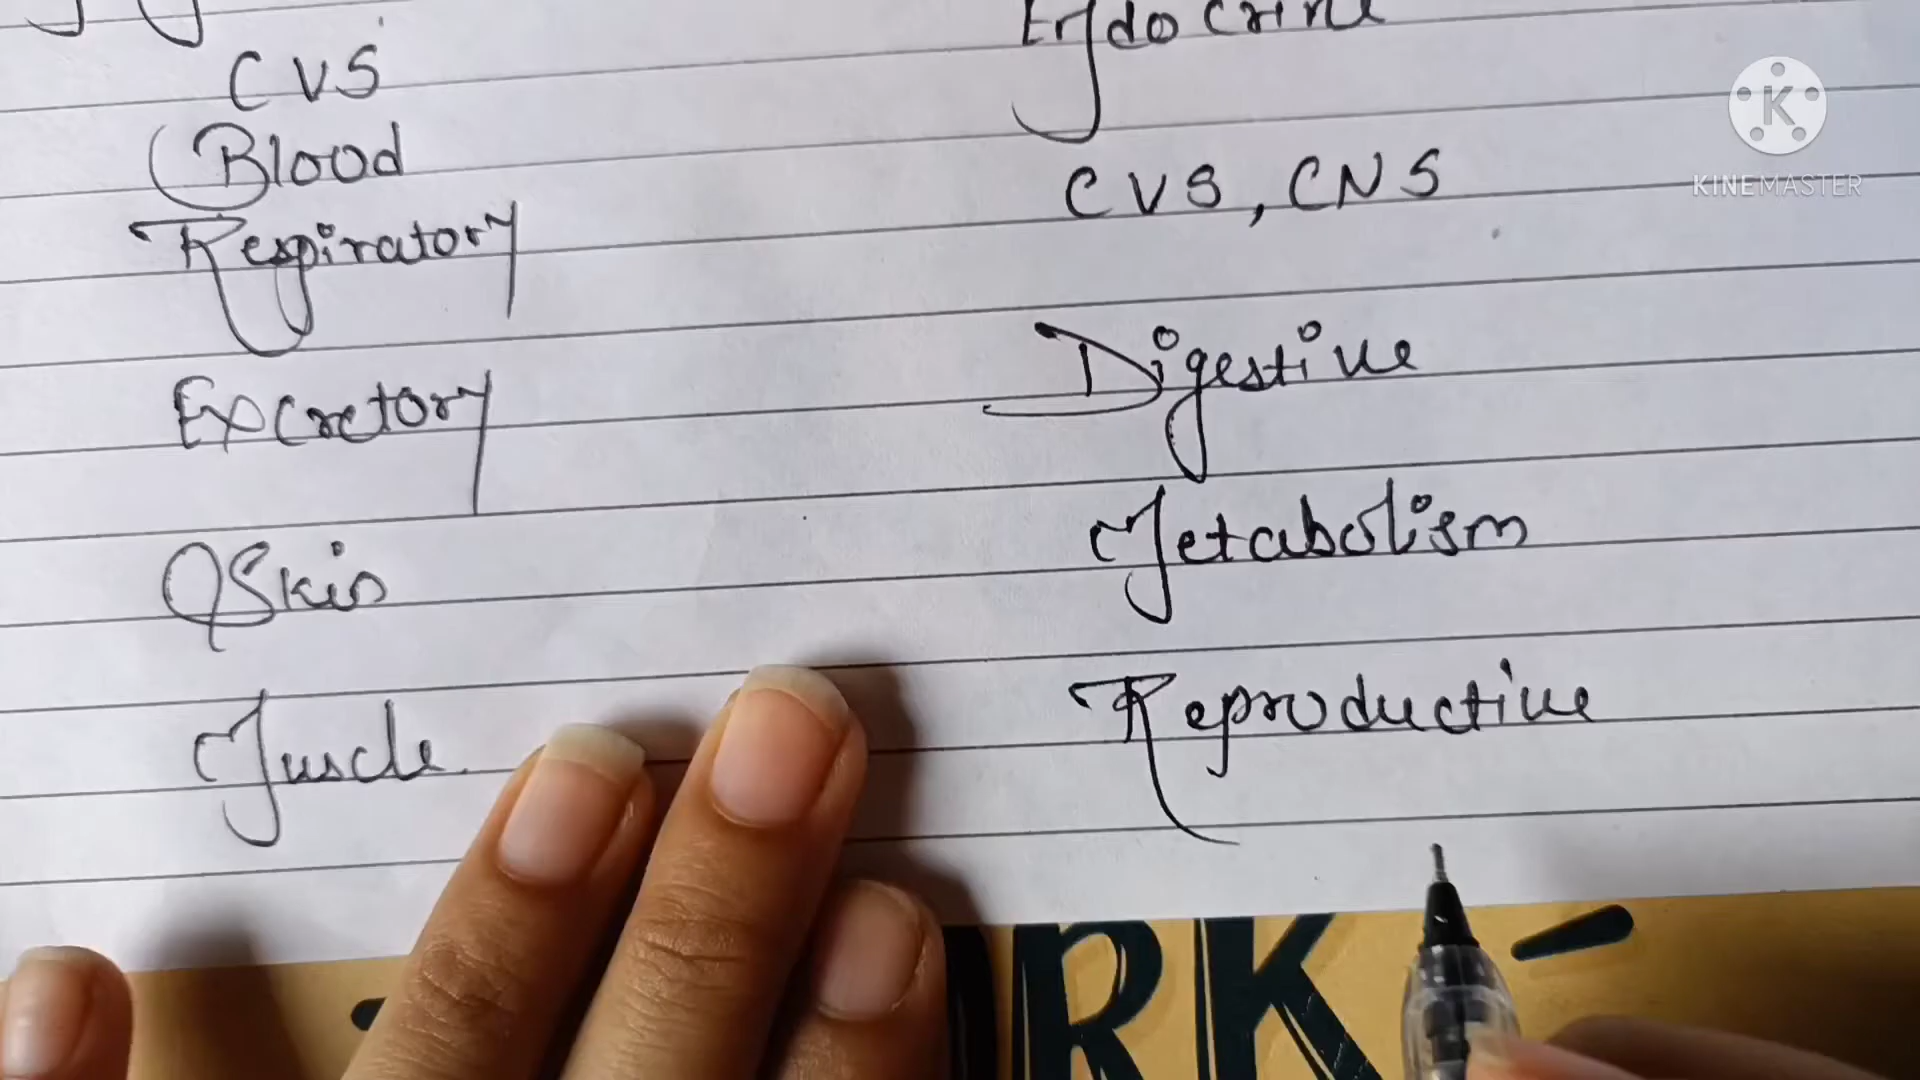 CVS
Blood
Respiratory
Excretory
Skin
Muscle
Endocrine
CVS, CNS
Digestive
Metabolism
Reproductive
KINEMASTER